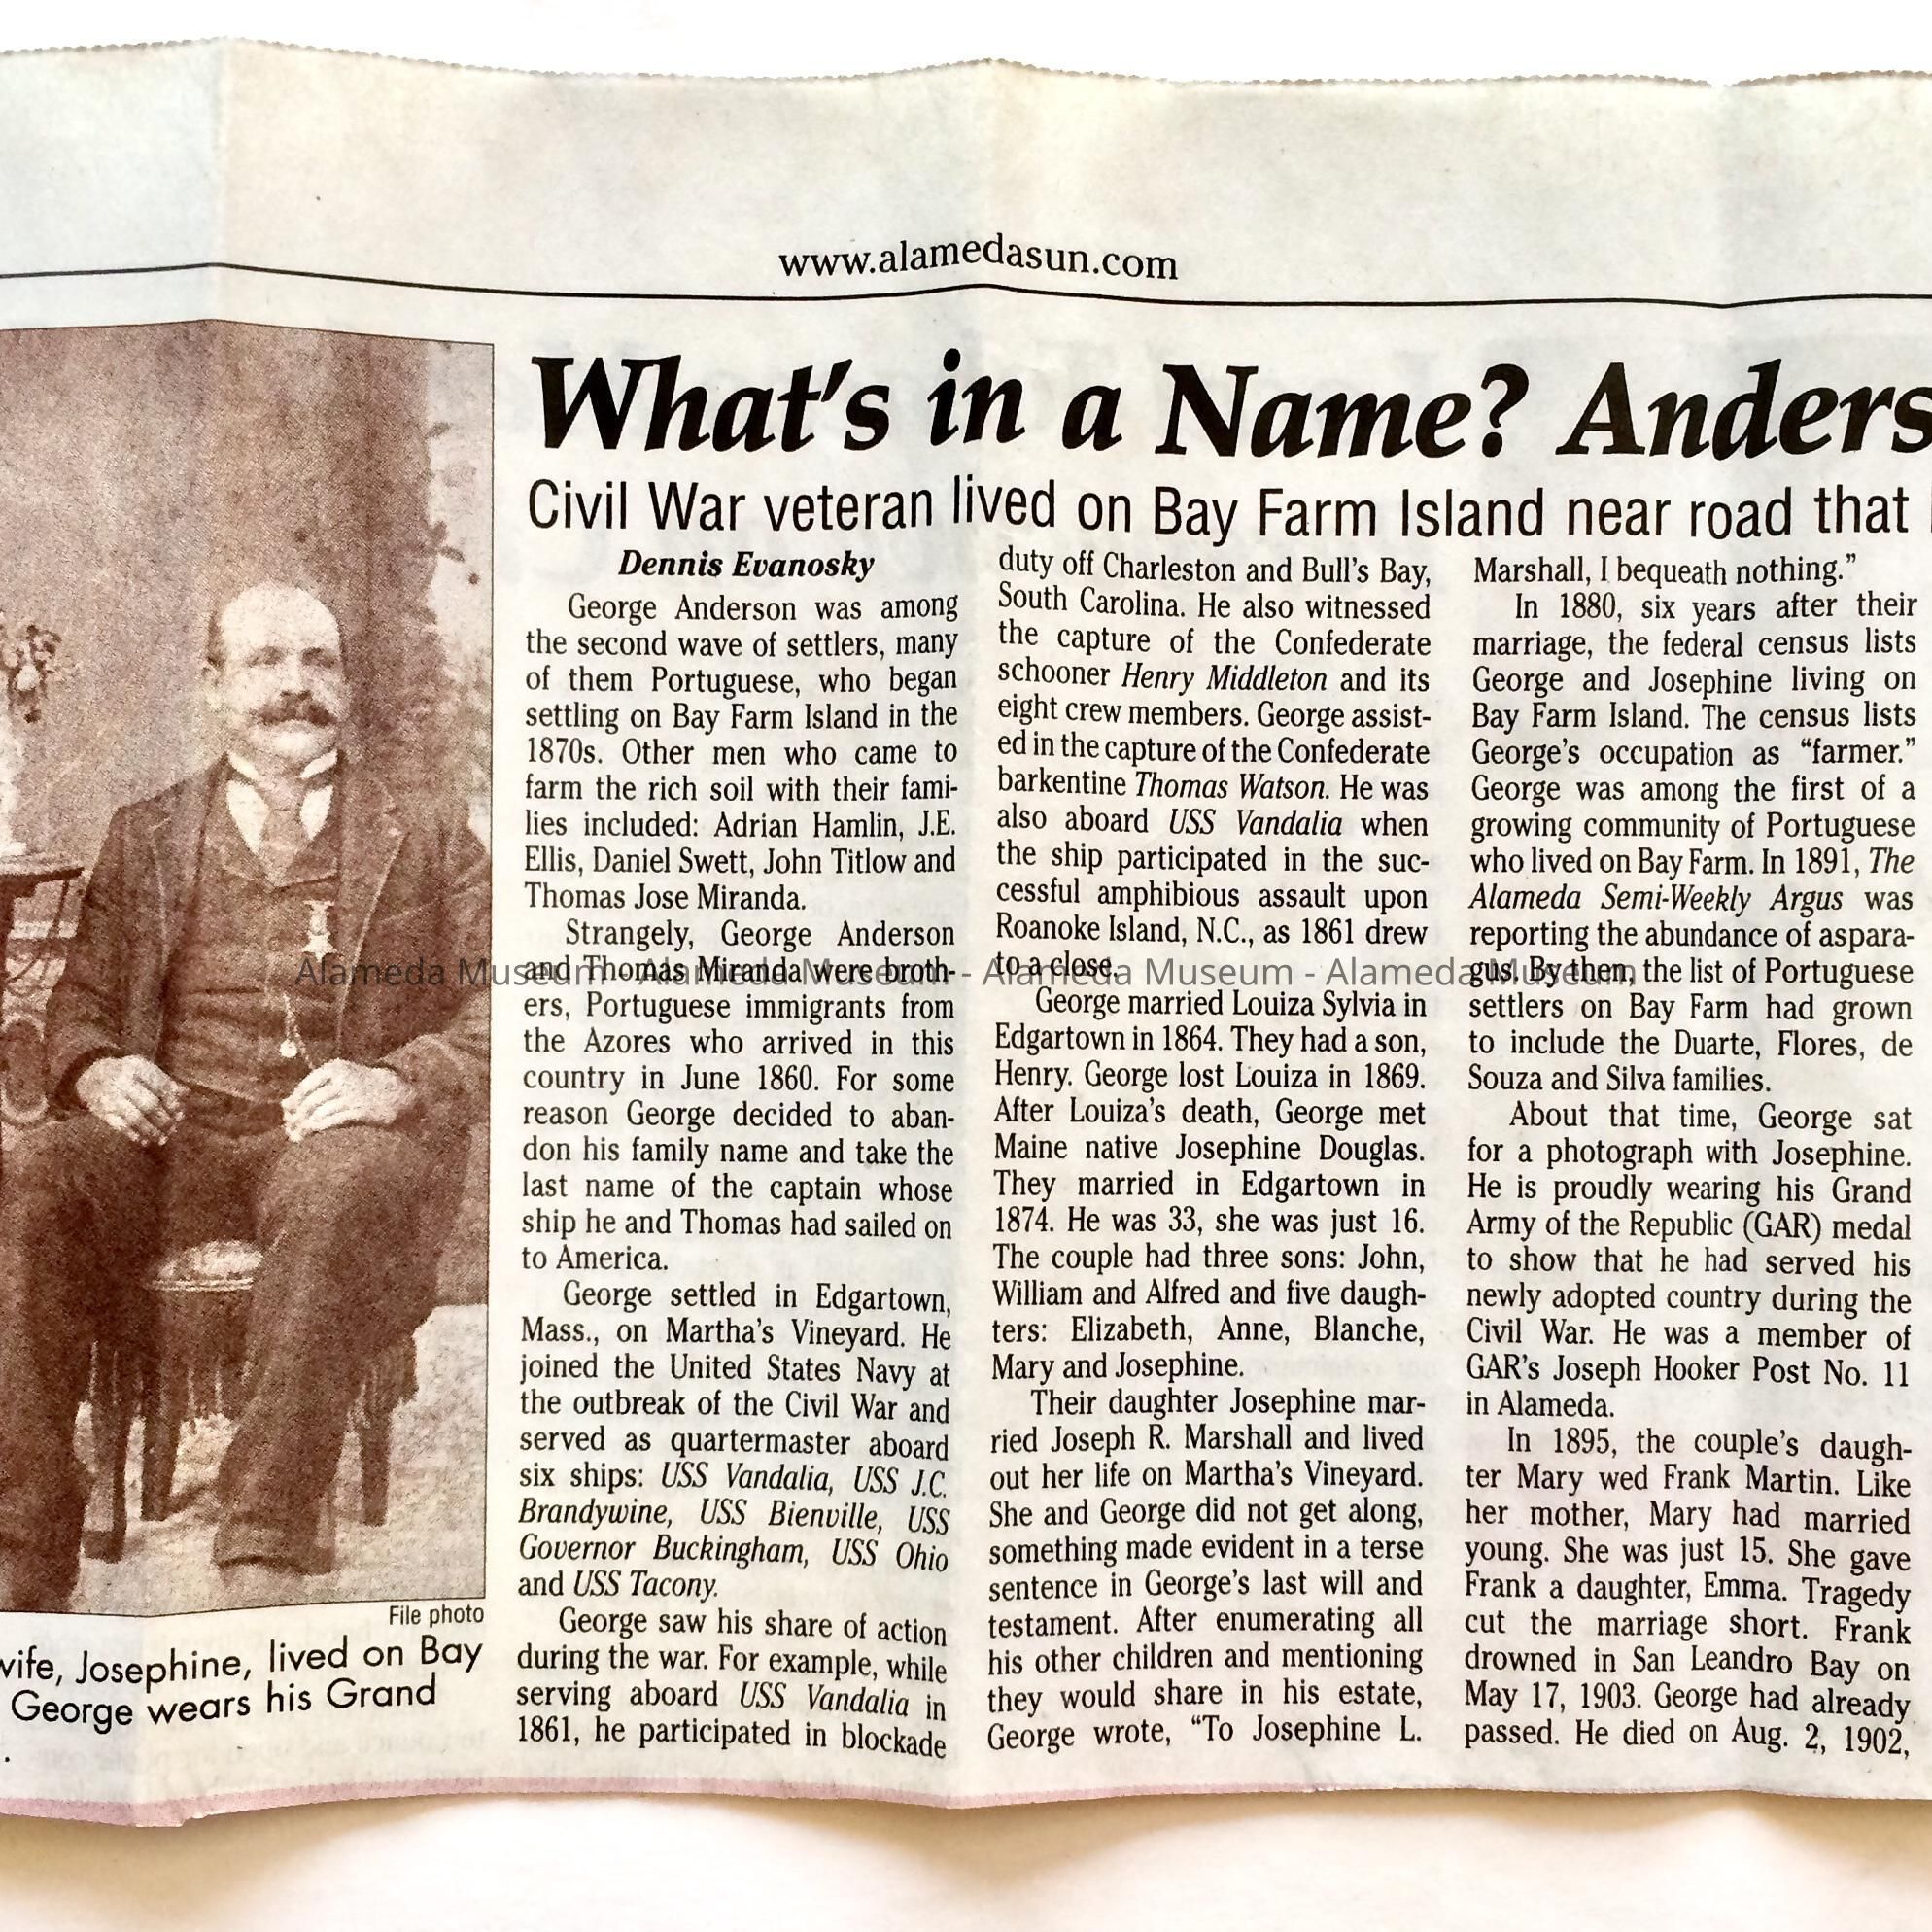 www.alamedasun.com
What's in a Name? Anders
Civil War veteran lived on Bay Farm Island near road that
Dennis Evanosky
George Anderson was among
the second wave of settlers, many
of them Portuguese, who began
settling on Bay Farm Island in the
1870s. Other men who came to
farm the rich soil with their fami-
lies included: Adrian Hamlin, J.E.
Ellis, Daniel Swett, John Titlow and
Thomas Jose Miranda.
Strangely, George Anderson
and Thomas Miranda were broth-
ers, Portuguese immigrants from
the Azores who arrived in this
country in June 1860. For some
reason George decided to aban-
don his family name and take the
last name of the captain whose
ship he and Thomas had sailed on
to America.
George settled in Edgartown,
Mass., on Martha's Vineyard. He
joined the United States Navy at
the outbreak of the Civil War and
served as quartermaster aboard
six ships: USS Vandalia, USS J.C.
Brandywine, USS Bienville, USS
Governor Buckingham, USS Ohio
and USS Tacony.
George saw his share of action
during the war. For example, while
serving aboard USS Vandalia in
1861, he participated in blockade
duty off Charleston and Bull's Bay,
South Carolina. He also witnessed
the capture of the Confederate
schooner Henry Middleton and its
eight crew members. George assist-
ed in the capture of the Confederate
barkentine Thomas Watson. He was
also aboard USS Vandalia when
the ship participated in the suc-
cessful amphibious assault upon
Roanoke Island, N.C., as 1861 drew
to a close.
George married Louiza Sylvia in
Edgartown in 1864. They had a son,
Henry. George lost Louiza in 1869.
After Louiza's death, George met
Maine native Josephine Douglas.
They married in Edgartown in
1874. He was 33, she was just 16.
The couple had three sons: John,
William and Alfred and five daugh-
ters: Elizabeth, Anne, Blanche,
Mary and Josephine.
Their daughter Josephine mar-
ried Joseph R. Marshall and lived
out her life on Martha's Vineyard.
She and George did not get along,
something made evident in a terse
sentence in George's last will and
testament. After enumerating all
his other children and mentioning
they would share in his estate,
George wrote, “To Josephine L.
Marshall, I bequeath nothing.”
In 1880, six years after their
marriage, the federal census lists
George and Josephine living on
Bay Farm Island. The census lists
George's occupation as “farmer.”
George was among the first of a
growing community of Portuguese
who lived on Bay Farm. In 1891, The
Alameda Semi-Weekly Argus was
reporting the abundance of aspara-
gus. By then, the list of Portuguese
settlers on Bay Farm had grown
to include the Duarte, Flores, de
Souza and Silva families.
About that time, George sat
for a photograph with Josephine.
He is proudly wearing his Grand
Army of the Republic (GAR) medal
to show that he had served his
newly adopted country during the
Civil War. He was a member of
GAR's Joseph Hooker Post No. 11
in Alameda.
In 1895, the couple's daugh-
ter Mary wed Frank Martin. Like
her mother, Mary had married
young. She was just 15. She gave
Frank a daughter, Emma. Tragedy
cut the marriage short. Frank
drowned in San Leandro Bay on
May 17, 1903. George had already
passed. He died on Aug. 2, 1902,
File photo
wife, Josephine, lived on Bay
George wears his Grand
.
Alameda Museum - Alameda Museum - Alameda Museum - Alameda Museum